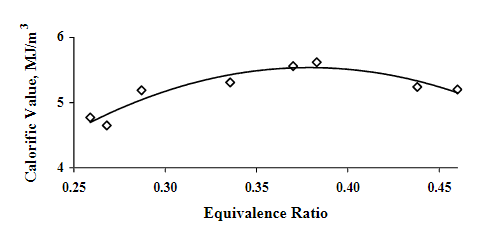 Calorific Value, MJ/m³
6
5
4
0.25 0.30 0.35 0.40 0.45
Equivalence Ratio